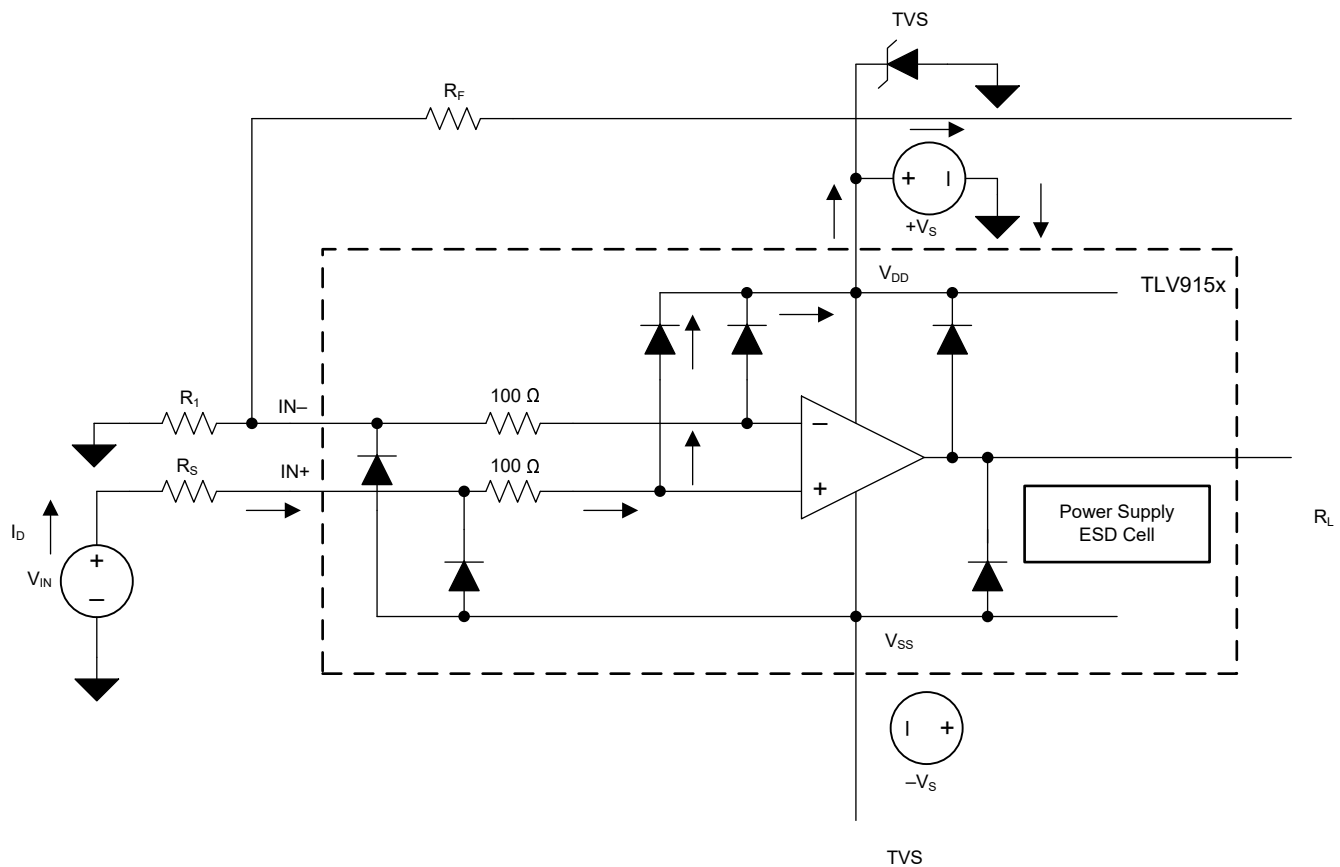 TVS
RF
+ I
+VS
VDD
TLV915x
R1
IN–
100 Ω
–
RS
IN+
100 Ω
+
ID
+
VIN
–
Power Supply
ESD Cell
RL
VSS
I +
–VS
TVS